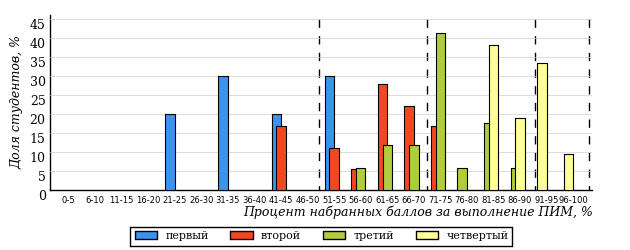 Доля студентов, %
45
40
35
30
25
20
15
10
5
0
0-5 6-10 11-15 16-20 21-25 26-30 31-35 36-40 41-45 46-50 51-55 56-60 61-65 66-70 71-75 76-80 81-85 86-90 91-95 96-100
Процент набранных баллов за выполнение ПИМ, %
первый второй третий четвертый